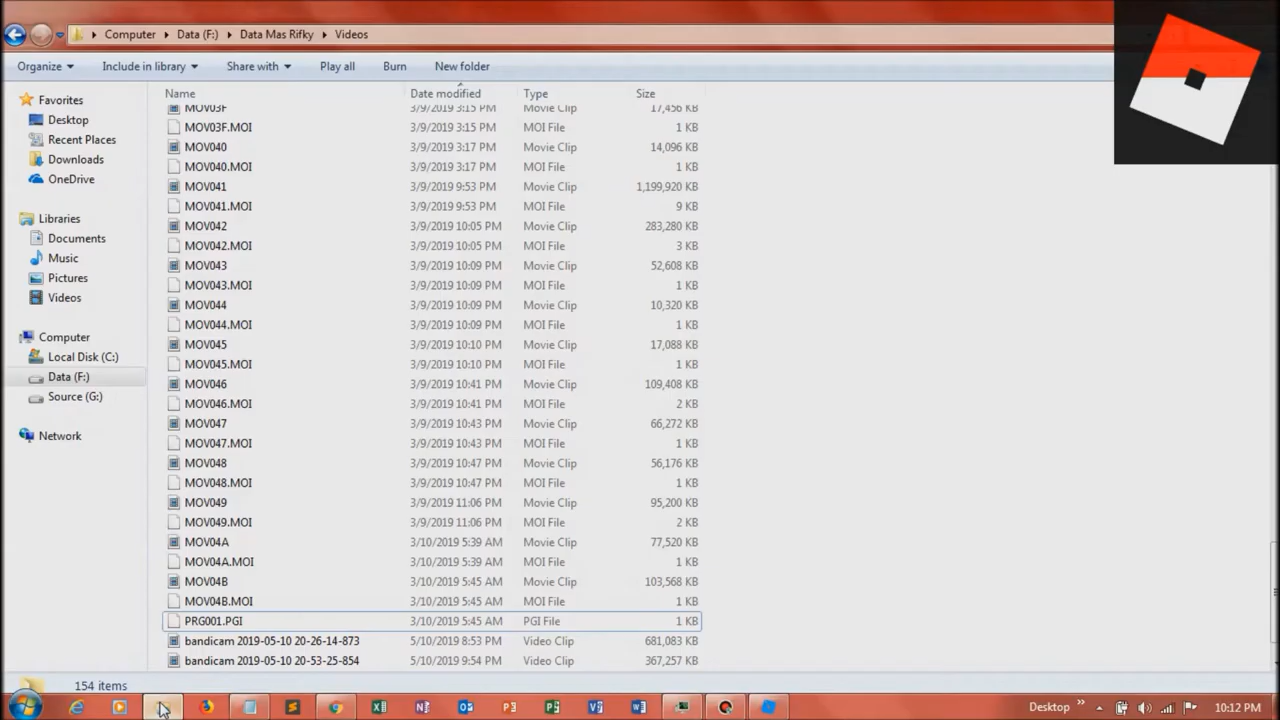 Computer Data (F:) Data Mas Rifky Videos
Organize Include in library Share with Play all Burn New folder
Name Date modified Type Size
Favorites
Desktop
Recent Places
Downloads
OneDrive
Libraries
Documents
Music
Pictures
Videos
Computer
Local Disk (C:)
Data (F:)
Source (G:)
Network
MOV03F 3/9/2019 3:15 PM Movie Clip 17,456 KB
MOV03F.MOI 3/9/2019 3:15 PM MOI File 1 KB
MOV040 3/9/2019 3:17 PM Movie Clip 14,096 KB
MOV040.MOI 3/9/2019 3:17 PM MOI File 1 KB
MOV041 3/9/2019 9:53 PM Movie Clip 1,199,920 KB
MOV041.MOI 3/9/2019 9:53 PM MOI File 9 KB
MOV042 3/9/2019 10:05 PM Movie Clip 283,280 KB
MOV042.MOI 3/9/2019 10:05 PM MOI File 3 KB
MOV043 3/9/2019 10:09 PM Movie Clip 52,608 KB
MOV043.MOI 3/9/2019 10:09 PM MOI File 1 KB
MOV044 3/9/2019 10:09 PM Movie Clip 10,320 KB
MOV044.MOI 3/9/2019 10:09 PM MOI File 1 KB
MOV045 3/9/2019 10:10 PM Movie Clip 17,088 KB
MOV045.MOI 3/9/2019 10:10 PM MOI File 1 KB
MOV046 3/9/2019 10:41 PM Movie Clip 109,408 KB
MOV046.MOI 3/9/2019 10:41 PM MOI File 2 KB
MOV047 3/9/2019 10:43 PM Movie Clip 66,272 KB
MOV047.MOI 3/9/2019 10:43 PM MOI File 1 KB
MOV048 3/9/2019 10:47 PM Movie Clip 56,176 KB
MOV048.MOI 3/9/2019 10:47 PM MOI File 1 KB
MOV049 3/9/2019 11:06 PM Movie Clip 95,200 KB
MOV049.MOI 3/9/2019 11:06 PM MOI File 2 KB
MOV04A 3/10/2019 5:39 AM Movie Clip 77,520 KB
MOV04A.MOI 3/10/2019 5:39 AM MOI File 1 KB
MOV04B 3/10/2019 5:45 AM Movie Clip 103,568 KB
MOV04B.MOI 3/10/2019 5:45 AM MOI File 1 KB
PRG001.PGI 3/10/2019 5:45 AM PGI File 1 KB
bandicam 2019-05-10 20-26-14-873 5/10/2019 8:53 PM Video Clip 681,083 KB
bandicam 2019-05-10 20-53-25-854 5/10/2019 9:54 PM Video Clip 367,257 KB
154 items
Desktop 10:12 PM